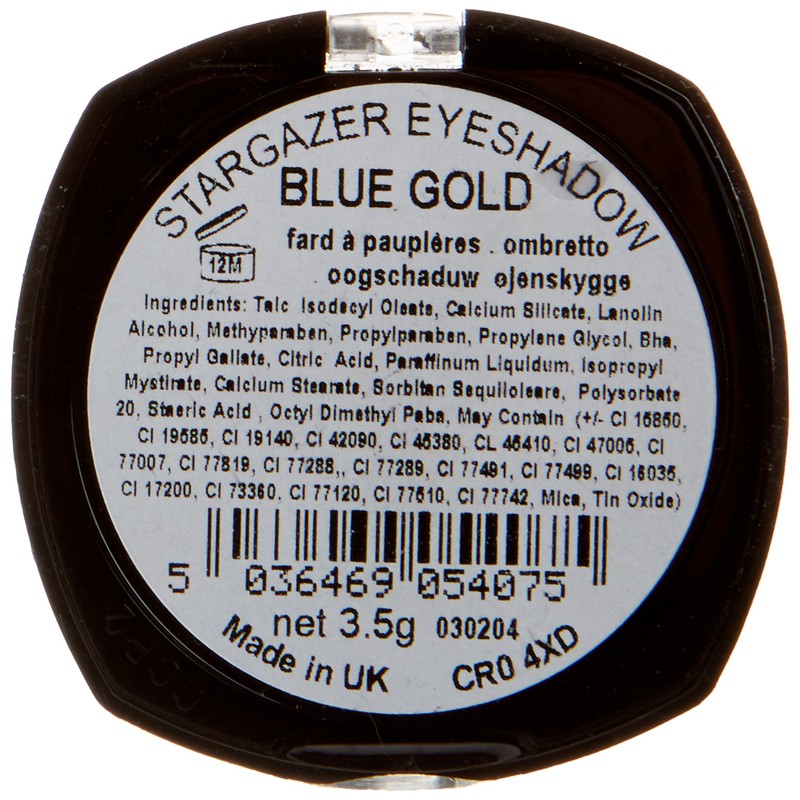 STARGAZER EYESHADOW
BLUE GOLD
fard à pauplères . ombretto
12M
oogschaduw ejenskygge
Ingredients: Talc Isodecyl Oleate, Calcium Silicate, Lanolin
Alcohol, Methyparaben, Propylparaben, Propylene Glycol, Bha,
Propyl Gallate, Citric Acid, Paraffinum Liquidum, Isopropyl
Mystirate, Calcium Stearate, Sorbitan Sequiloleare, Polysorbate
20, Staeric Acid , Octyl Dimethyl Paba, May Contain (+/- CI 15850,
CI 19585, CI 19140, CI 42090, CI 45380, CL 45410, CI 47005, CI
77007, CI 77819, CI 77288,, CI 77289, CI 77491, CI 77499, CI 16035,
CI 17200, CI 73360, CI 77120, CI 77510, CI 77742, Mica, Tin Oxide)
5 036469 054075
net 3.5g 030204
Made in UK CR0 4XD